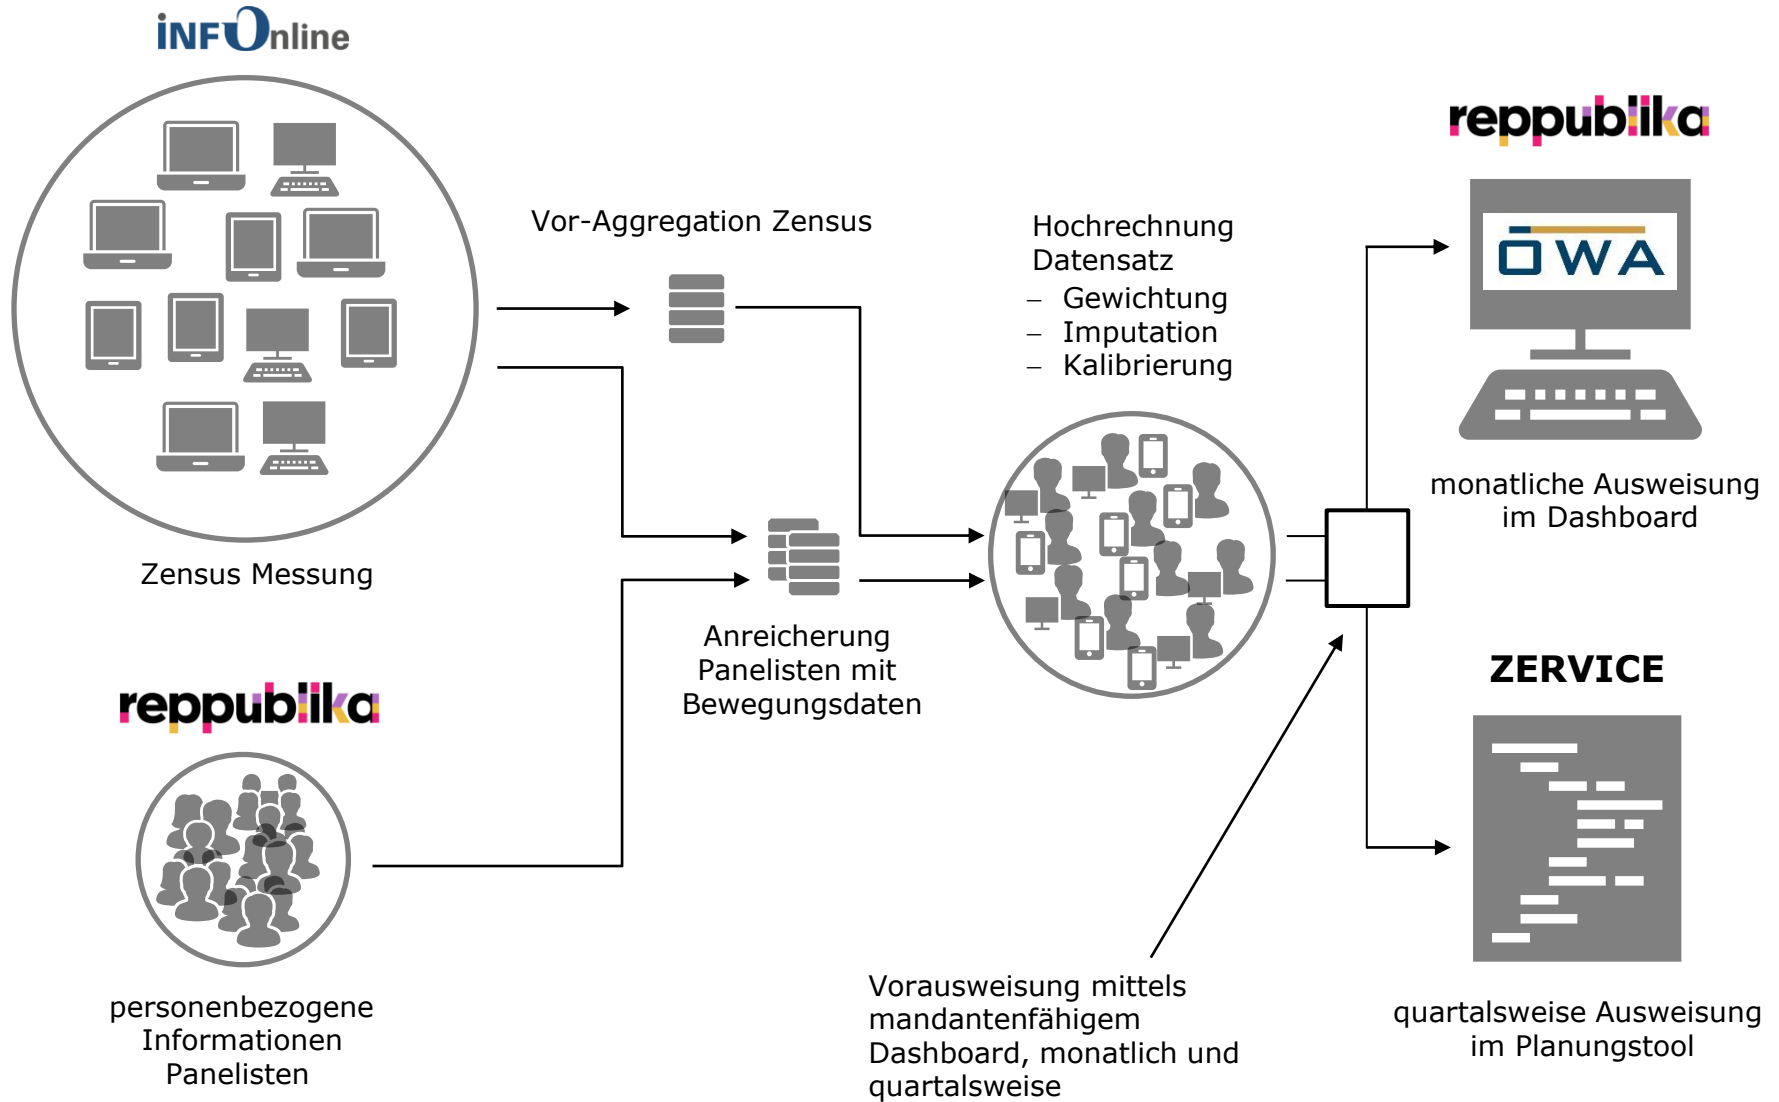 INFOnline
Zensus Messung
reppublika
personenbezogene
Informationen
Panelisten
Vor-Aggregation Zensus
Anreicherung
Panelisten mit
Bewegungsdaten
Hochrechnung
Datensatz
– Gewichtung
– Imputation
– Kalibrierung
Vorausweisung mittels
mandantenfähigem
Dashboard, monatlich und
quartalsweise
reppublika
ŌWA
monatliche Ausweisung
im Dashboard
ZERVICE
quartalsweise Ausweisung
im Planungstool